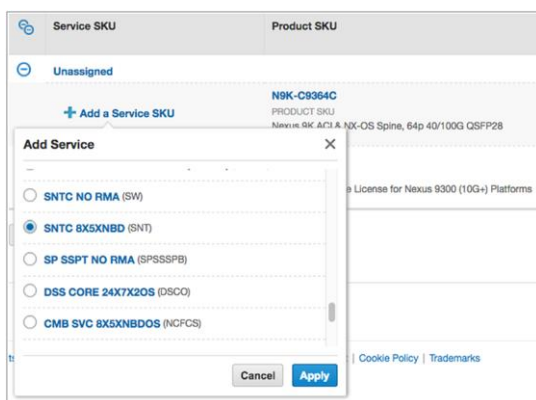 Service SKU Product SKU
Unassigned
N9K-C9364C
+ Add a Service SKU PRODUCT SKU
Nexus 9K ACI & NX-OS Spine, 64p 40/100G QSFP28
Add Service
SNTC NO RMA (SW) License for Nexus 9300 (10G+) Platforms
SNTC 8X5XNBD (SNT)
SP SSPT NO RMA (SPSSSPB)
DSS CORE 24X7X2OS (DSCO)
CMB SVC 8X5XNBDOS (NCFCS)
| Cookie Policy | Trademarks
Cancel Apply